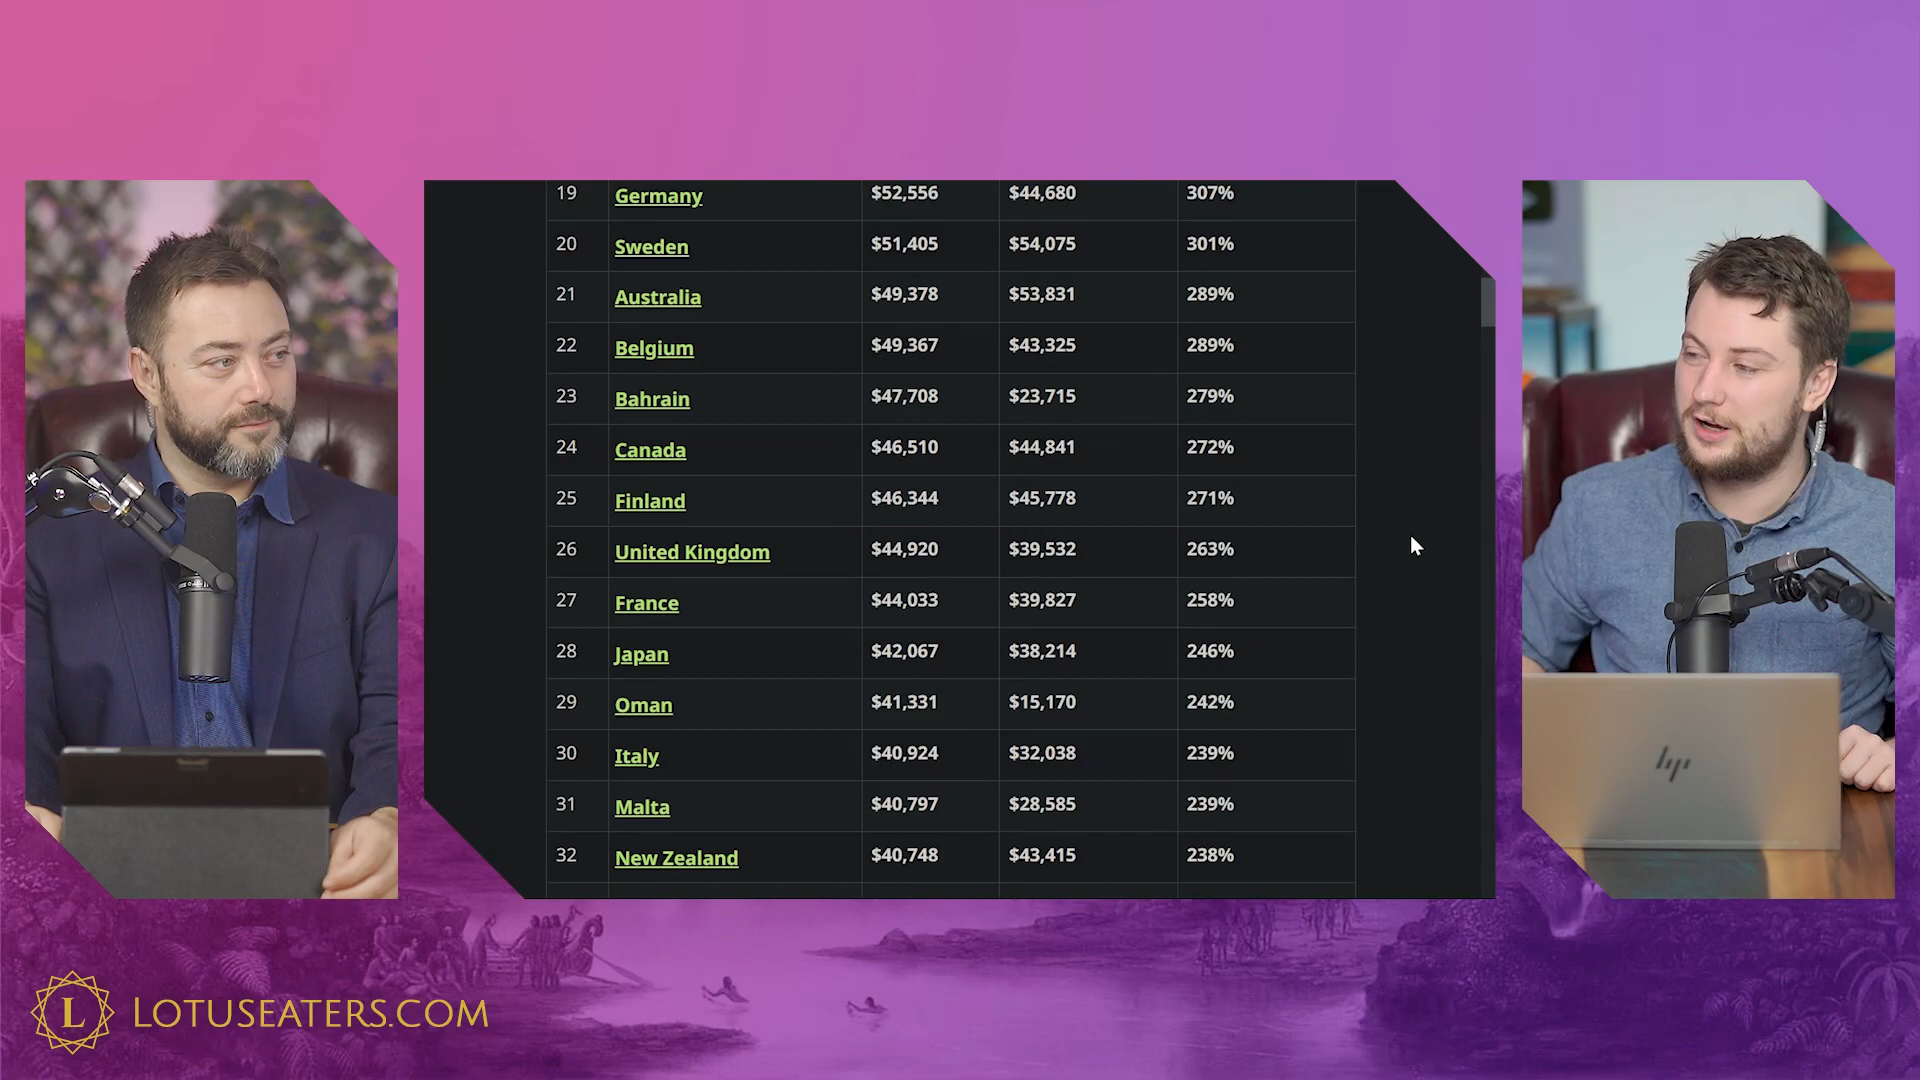 19 Germany $52,556 $44,680 307%
20 Sweden $51,405 $54,075 301%
21 Australia $49,378 $53,831 289%
22 Belgium $49,367 $43,325 289%
23 Bahrain $47,708 $23,715 279%
24 Canada $46,510 $44,841 272%
25 Finland $46,344 $45,778 271%
26 United Kingdom $44,920 $39,532 263%
27 France $44,033 $39,827 258%
28 Japan $42,067 $38,214 246%
29 Oman $41,331 $15,170 242%
30 Italy $40,924 $32,038 239%
31 Malta $40,797 $28,585 239%
32 New Zealand $40,748 $43,415 238%
hp
L LOTUSEATERS.COM